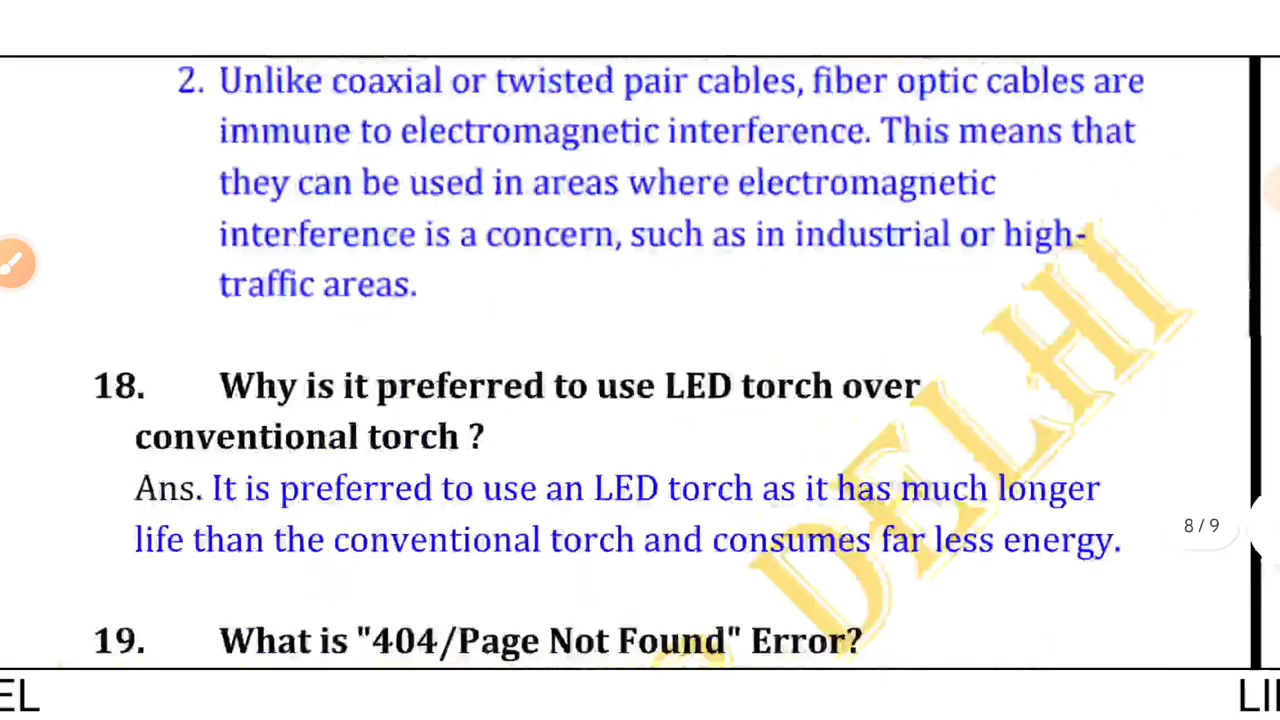 2. Unlike coaxial or twisted pair cables, fiber optic cables are
immune to electromagnetic interference. This means that
they can be used in areas where electromagnetic
interference is a concern, such as in industrial or high-
traffic areas.
18. Why is it preferred to use LED torch over
conventional torch ?
Ans. It is preferred to use an LED torch as it has much longer
life than the conventional torch and consumes far less energy.
8 / 9
19. What is "404/Page Not Found" Error?
DELHI
EL